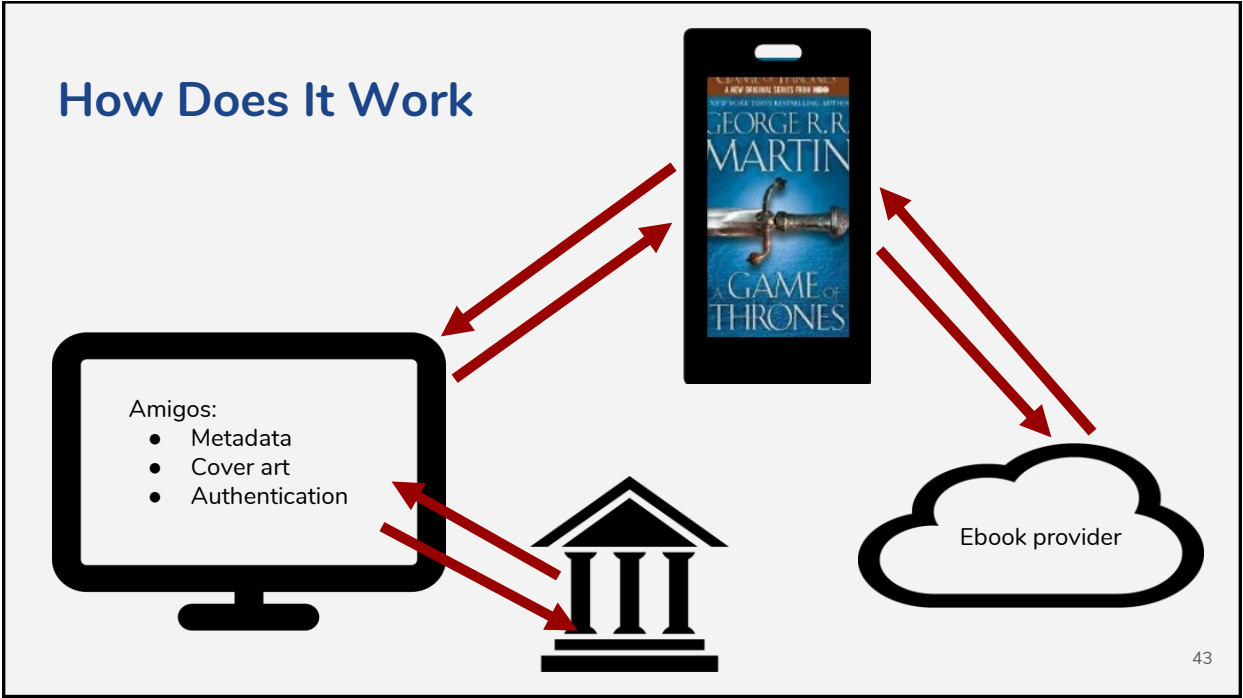 How Does It Work
GAME OF THRONES
A NEW ORIGINAL SERIES FROM HBO
NEW YORK TIMES BESTSELLING AUTHOR
GEORGE R.R.
MARTIN
A GAME OF
THRONES
Amigos:
● Metadata
● Cover art
● Authentication
Ebook provider
43